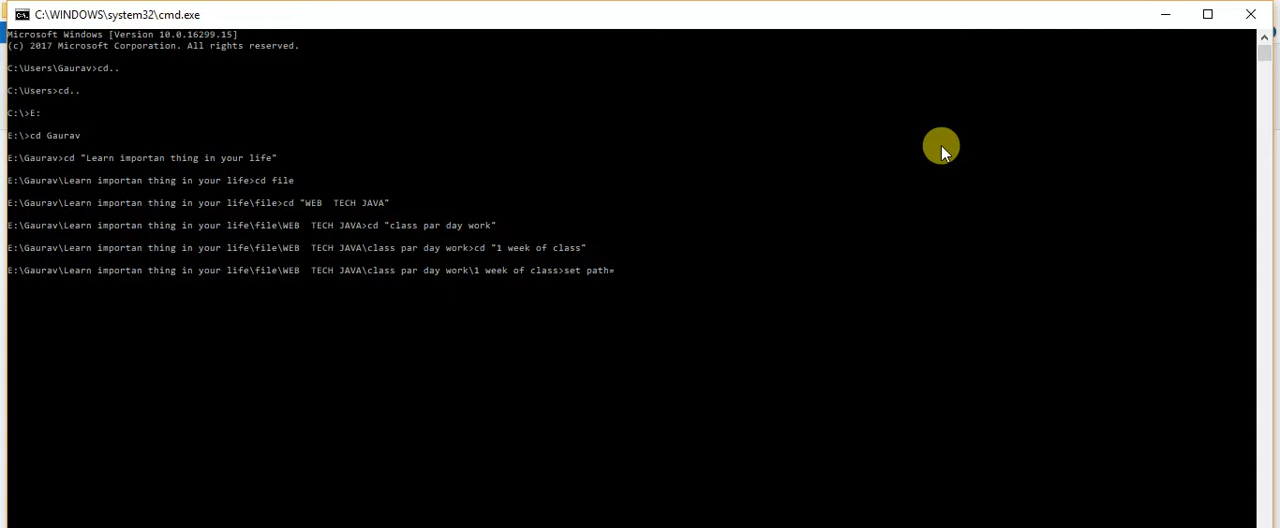 C:\WINDOWS\system32\cmd.exe
Microsoft Windows [Version 10.0.16299.15]
(c) 2017 Microsoft Corporation. All rights reserved.
C:\Users\Gaurav>cd..
C:\Users>cd..
C:\>E:
E:\>cd Gaurav
E:\Gaurav>cd "Learn importan thing in your life"
E:\Gaurav\Learn importan thing in your life>cd file
E:\Gaurav\Learn importan thing in your life\file>cd "WEB  TECH JAVA"
E:\Gaurav\Learn importan thing in your life\file\WEB  TECH JAVA>cd "class par day work"
E:\Gaurav\Learn importan thing in your life\file\WEB  TECH JAVA\class par day work>cd "1 week of class"
E:\Gaurav\Learn importan thing in your life\file\WEB  TECH JAVA\class par day work\1 week of class>set path=